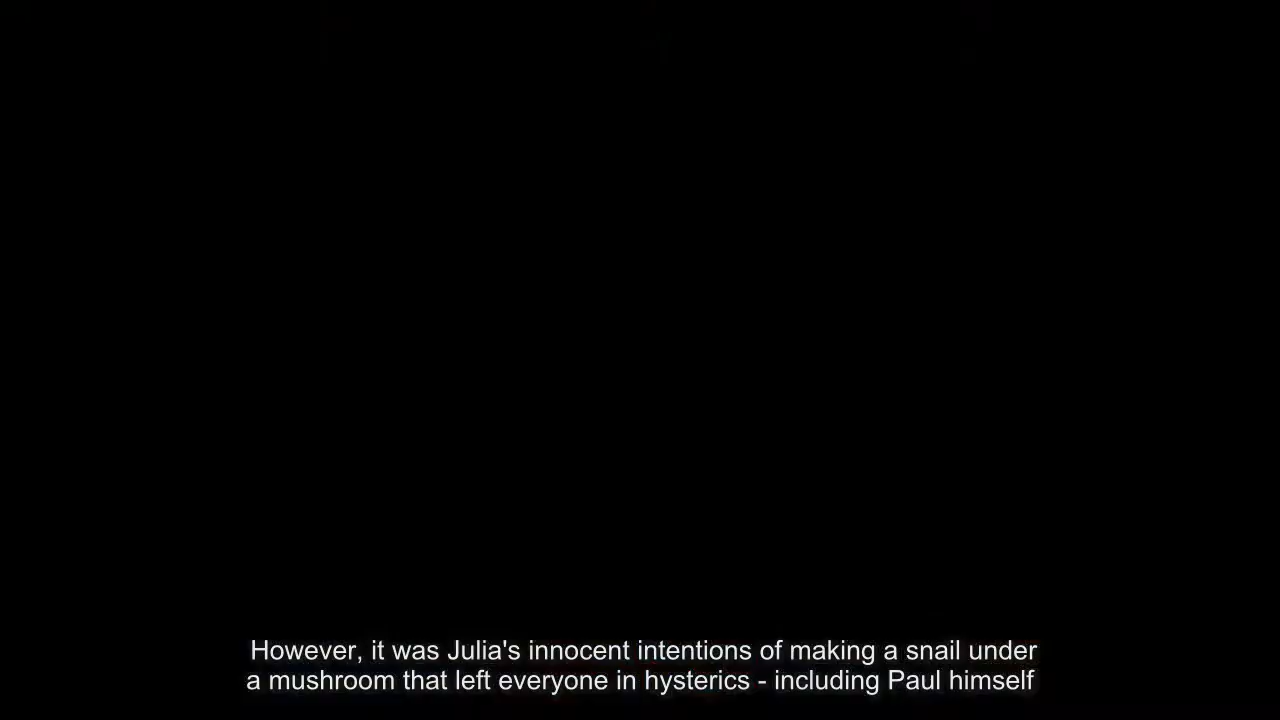 However, it was Julia's innocent intentions of making a snail under
a mushroom that left everyone in hysterics - including Paul himself